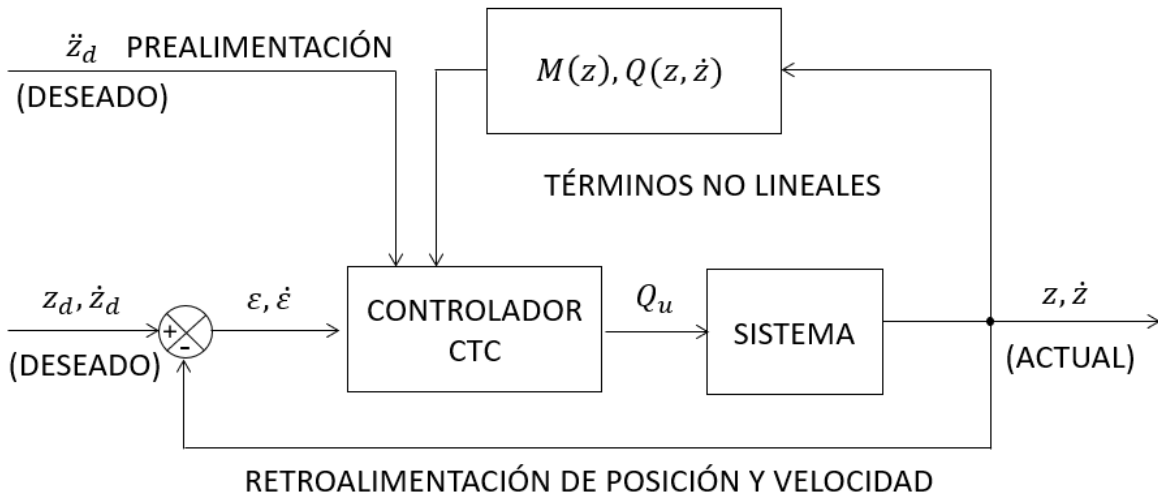 z̈_d PREALIMENTACIÓN
(DESEADO)
M(z), Q(z, ż)
TÉRMINOS NO LINEALES
z_d, ż_d
(DESEADO)
+
-
ε, ε̇
CONTROLADOR
CTC
Q_u
SISTEMA
z, ż
(ACTUAL)
RETROALIMENTACIÓN DE POSICIÓN Y VELOCIDAD